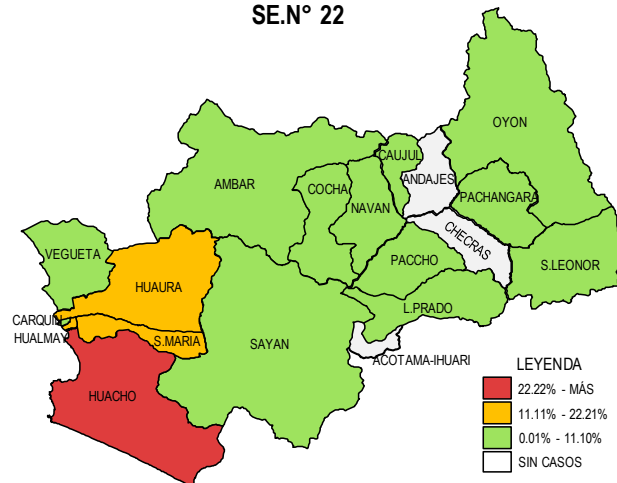 SE.N° 22
OYON
CAUJUL
ANDAJES
AMBAR
COCHA
PACHANGARA
NAVAN
CHECRAS
VEGUETA
PACCHO
S.LEONOR
HUAURA
L.PRADO
CARQUIN
HUALMAY
S.MARIA
SAYAN
ACOTAMA-IHUARI
HUACHO
LEYENDA
22.22% - MÁS
11.11% - 22.21%
0.01% - 11.10%
SIN CASOS